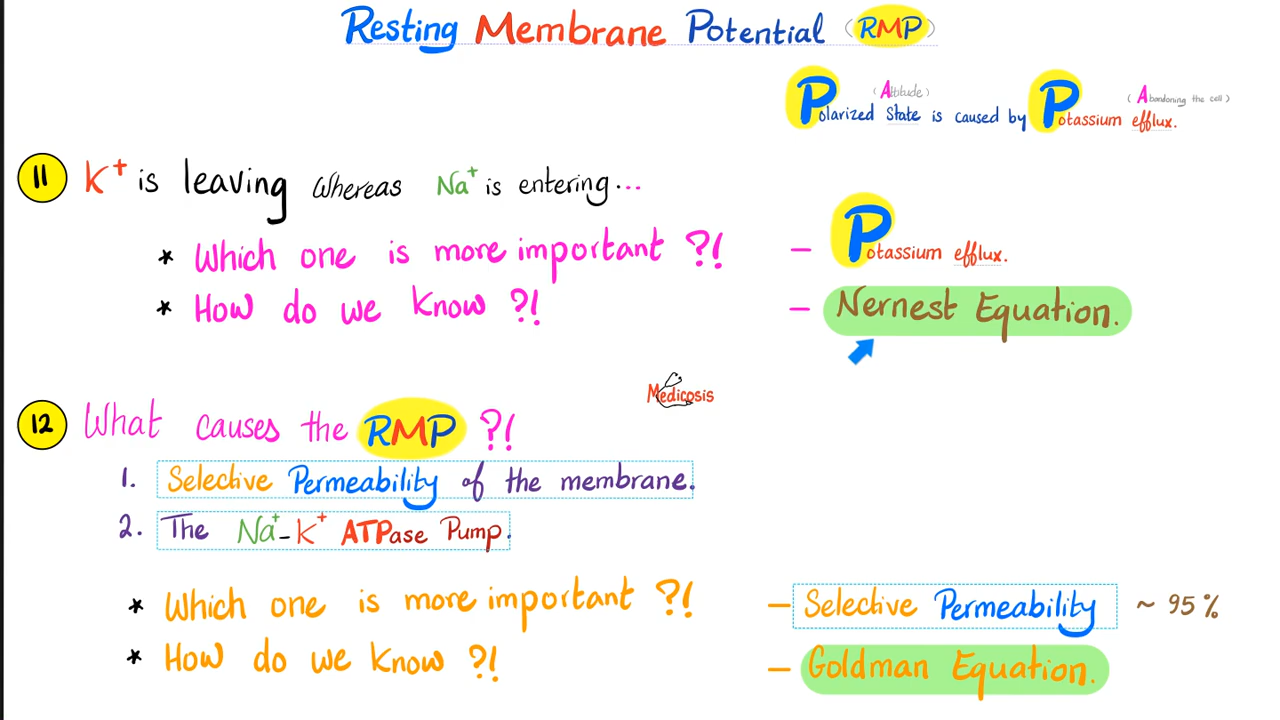 Resting Membrane Potential (RMP)
(Attitude) (Abandoning the cell)
Polarized State is caused by Potassium efflux.
11 K+ is leaving whereas Na+ is entering...
* Which one is more important ?! – Potassium efflux.
* How do we know ?! – Nernest Equation.
Medicosis
12 What causes the RMP ?!
1. Selective Permeability of the membrane.
2. The Na+-K+ ATPase Pump.
* Which one is more important ?! – Selective Permeability ~ 95%
* How do we know ?! – Goldman Equation.